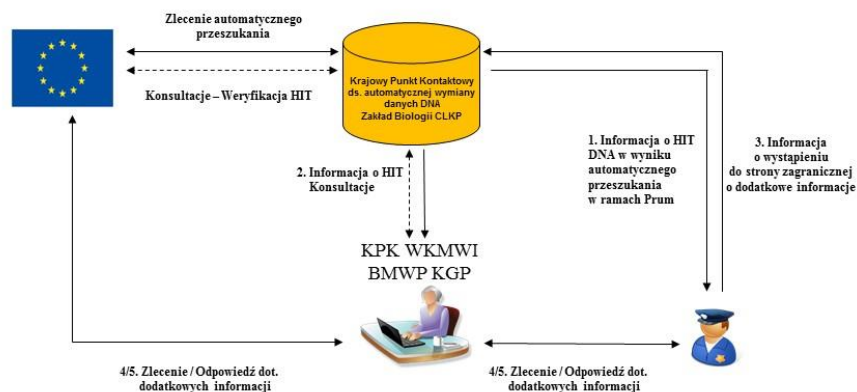 Zlecenie automatycznego
przeszukania
Konsultacje – Weryfikacja HIT
Krajowy Punkt Kontaktowy
ds. automatycznej wymiany
danych DNA
Zakład Biologii CLKP
1. Informacja o HIT
DNA w wyniku
automatycznego
przeszukania
w ramach Prum
3. Informacja
o wystąpieniu
do strony zagranicznej
o dodatkowe informacje
2. Informacja o HIT
Konsultacje
KPK WKMWI
BMWP KGP
4/5. Zlecenie / Odpowiedź dot.
dodatkowych informacji
4/5. Zlecenie / Odpowiedź dot.
dodatkowych informacji